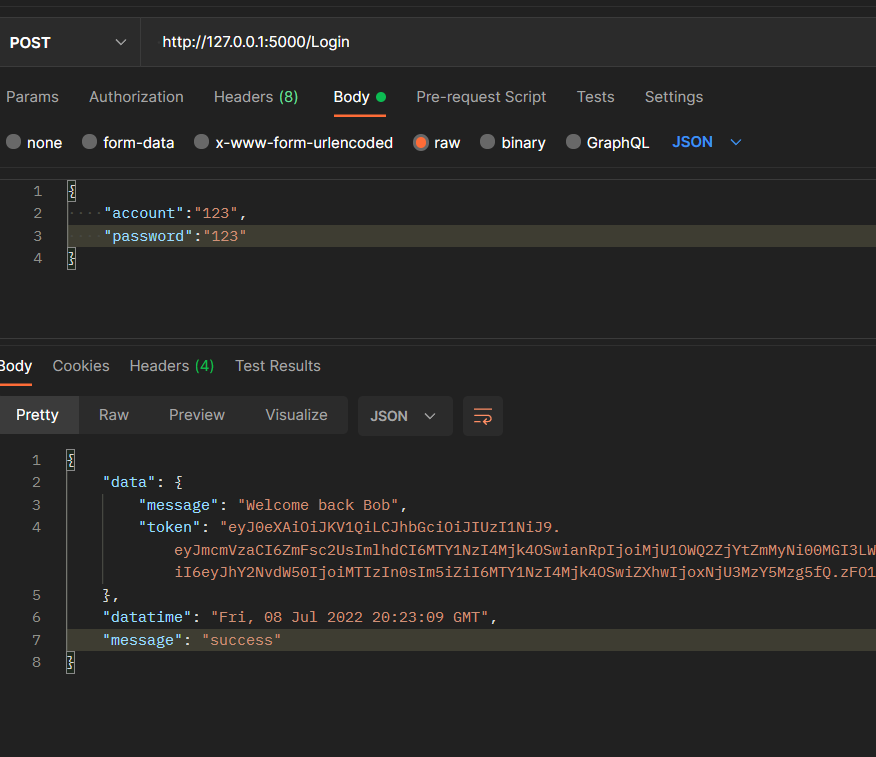 POST http://127.0.0.1:5000/Login
Params Authorization Headers (8) Body Pre-request Script Tests Settings
none form-data x-www-form-urlencoded raw binary GraphQL JSON
1 {
2 "account":"123",
3 "password":"123"
4 }
Body Cookies Headers (4) Test Results
Pretty Raw Preview Visualize JSON
1 {
2 "data": {
3 "message": "Welcome back Bob",
4 "token": "eyJ0eXAiOiJKV1QiLCJhbGciOiJIUzI1NiJ9.
eyJmcmVzaCI6ZmFsc2UsImlhdCI6MTY1NzI4Mjk4OSwianRpIjoiMjU1OWQ2ZjYtZmMyNi00MGI3LW
iI6eyJhY2NvdW50IjoiMTIzIn0sIm5iZiI6MTY1NzI4Mjk4OSwiZXhwIjoxNjU3MzY5Mzg5fQ.zFO1
5 },
6 "datatime": "Fri, 08 Jul 2022 20:23:09 GMT",
7 "message": "success"
8 }